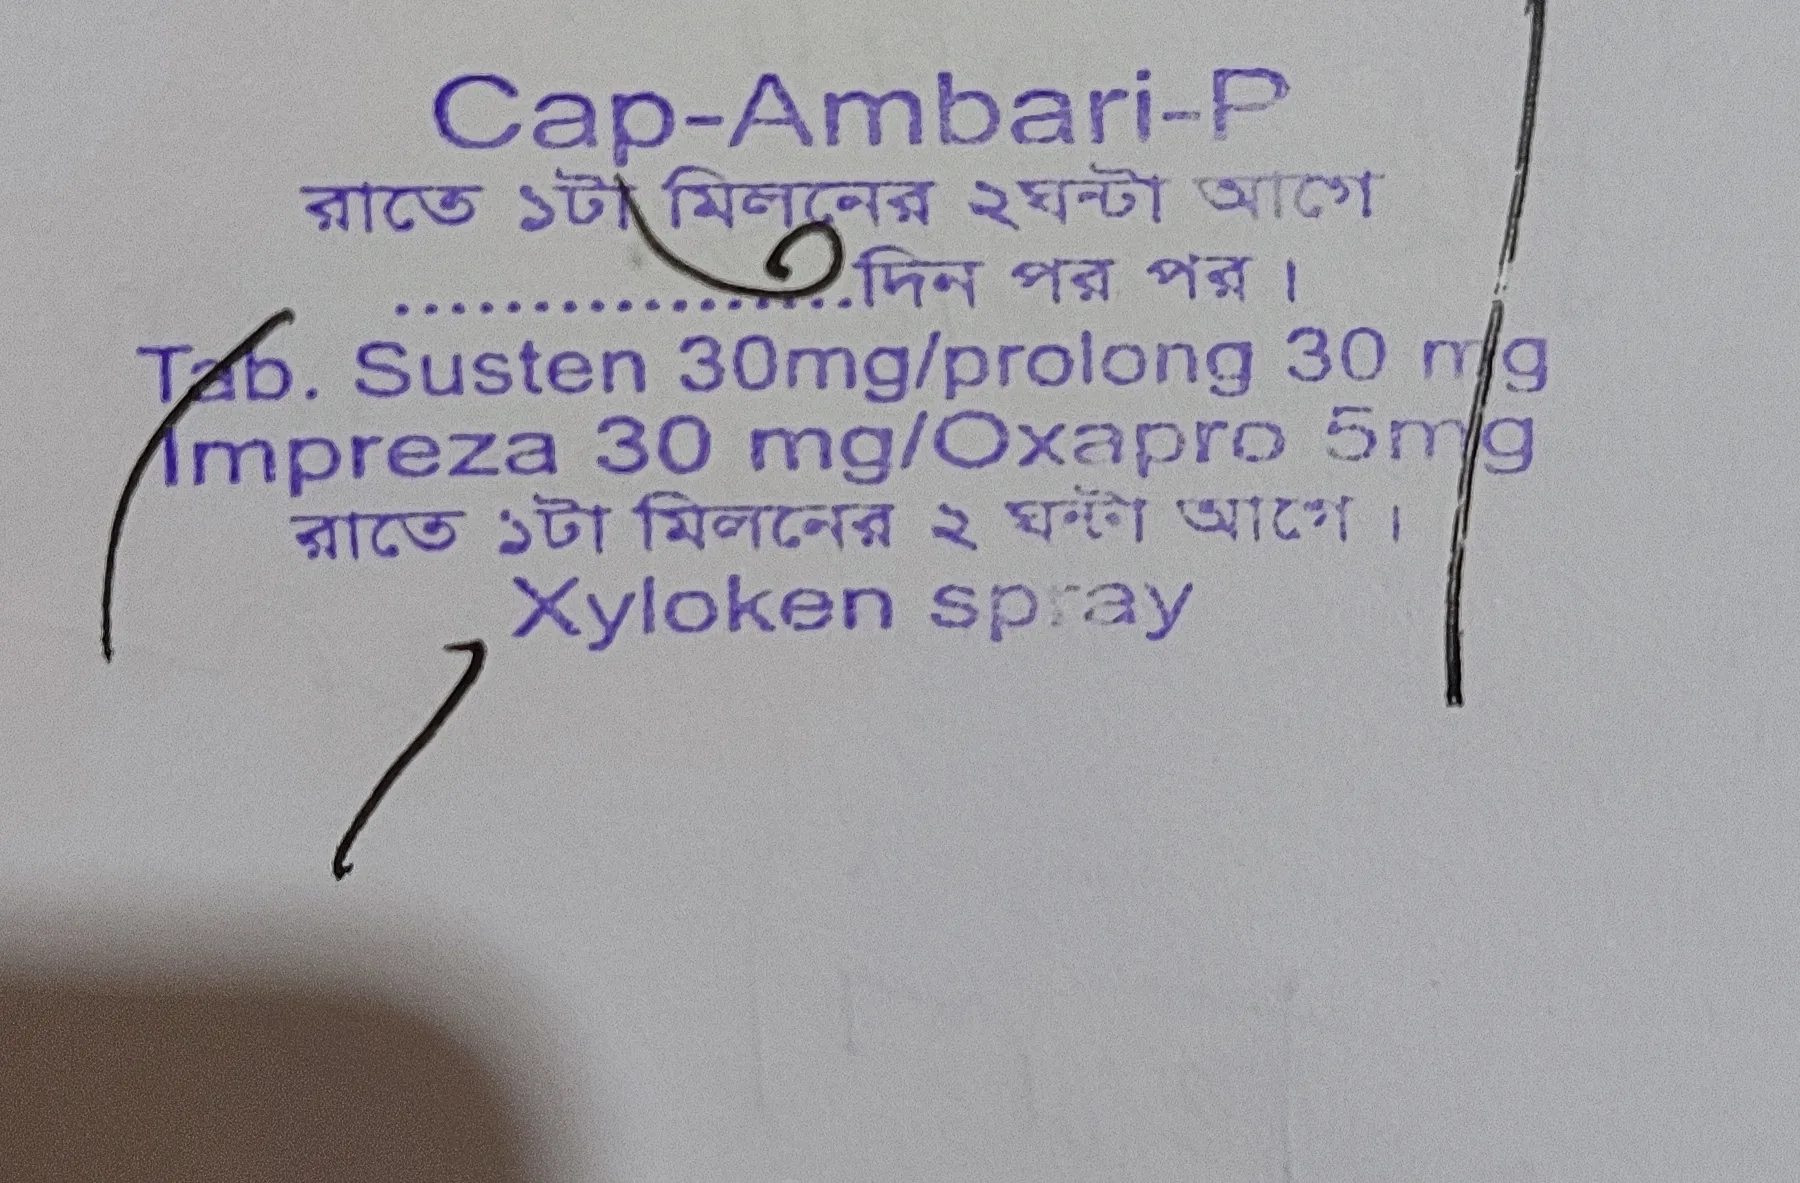 Cap-Ambari-P
রাতে ১টা মিলনের ২ঘন্টা আগে
.................দিন পর পর ।
Tab. Susten 30mg/prolong 30 mg
Impreza 30 mg/Oxapro 5mg
রাতে ১টা মিলনের ২ ঘন্টা আগে ।
Xyloken spray